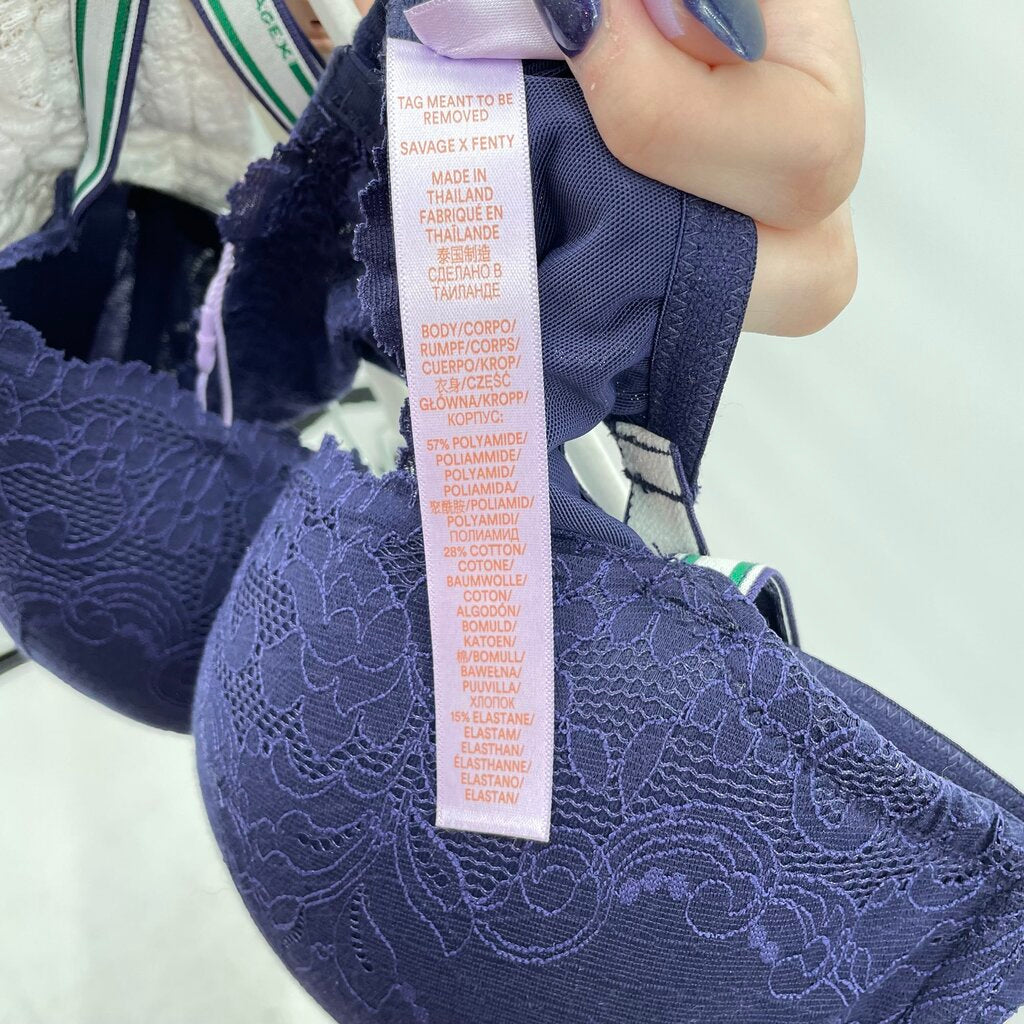 AGEX
TAG MEANT TO BE
REMOVED
SAVAGE X FENTY
MADE IN
THAILAND
FABRIQUÉ EN
THAÏLANDE
泰国制造
СДЕЛАНО В
ТАИЛАНДЕ
BODY/CORPO/
RUMPF/CORPS/
CUERPO/KROP/
衣身/CZĘŚĆ
GŁÓWNA/KROPP/
КОРПУС:
57% POLYAMIDE/
POLIAMMIDE/
POLYAMID/
POLIAMIDA/
聚酰胺/POLIAMID/
POLYAMIDI/
ПОЛИАМИД
28% COTTON/
COTONE/
BAUMWOLLE/
COTON/
ALGODÓN/
BOMULD/
KATOEN/
棉/BOMULL/
BAWEŁNA/
PUUVILLA/
ХЛОПОК
15% ELASTANE/
ELASTAM/
ELASTHAN/
ÉLASTHANNE/
ELASTANO/
ELASTAN/